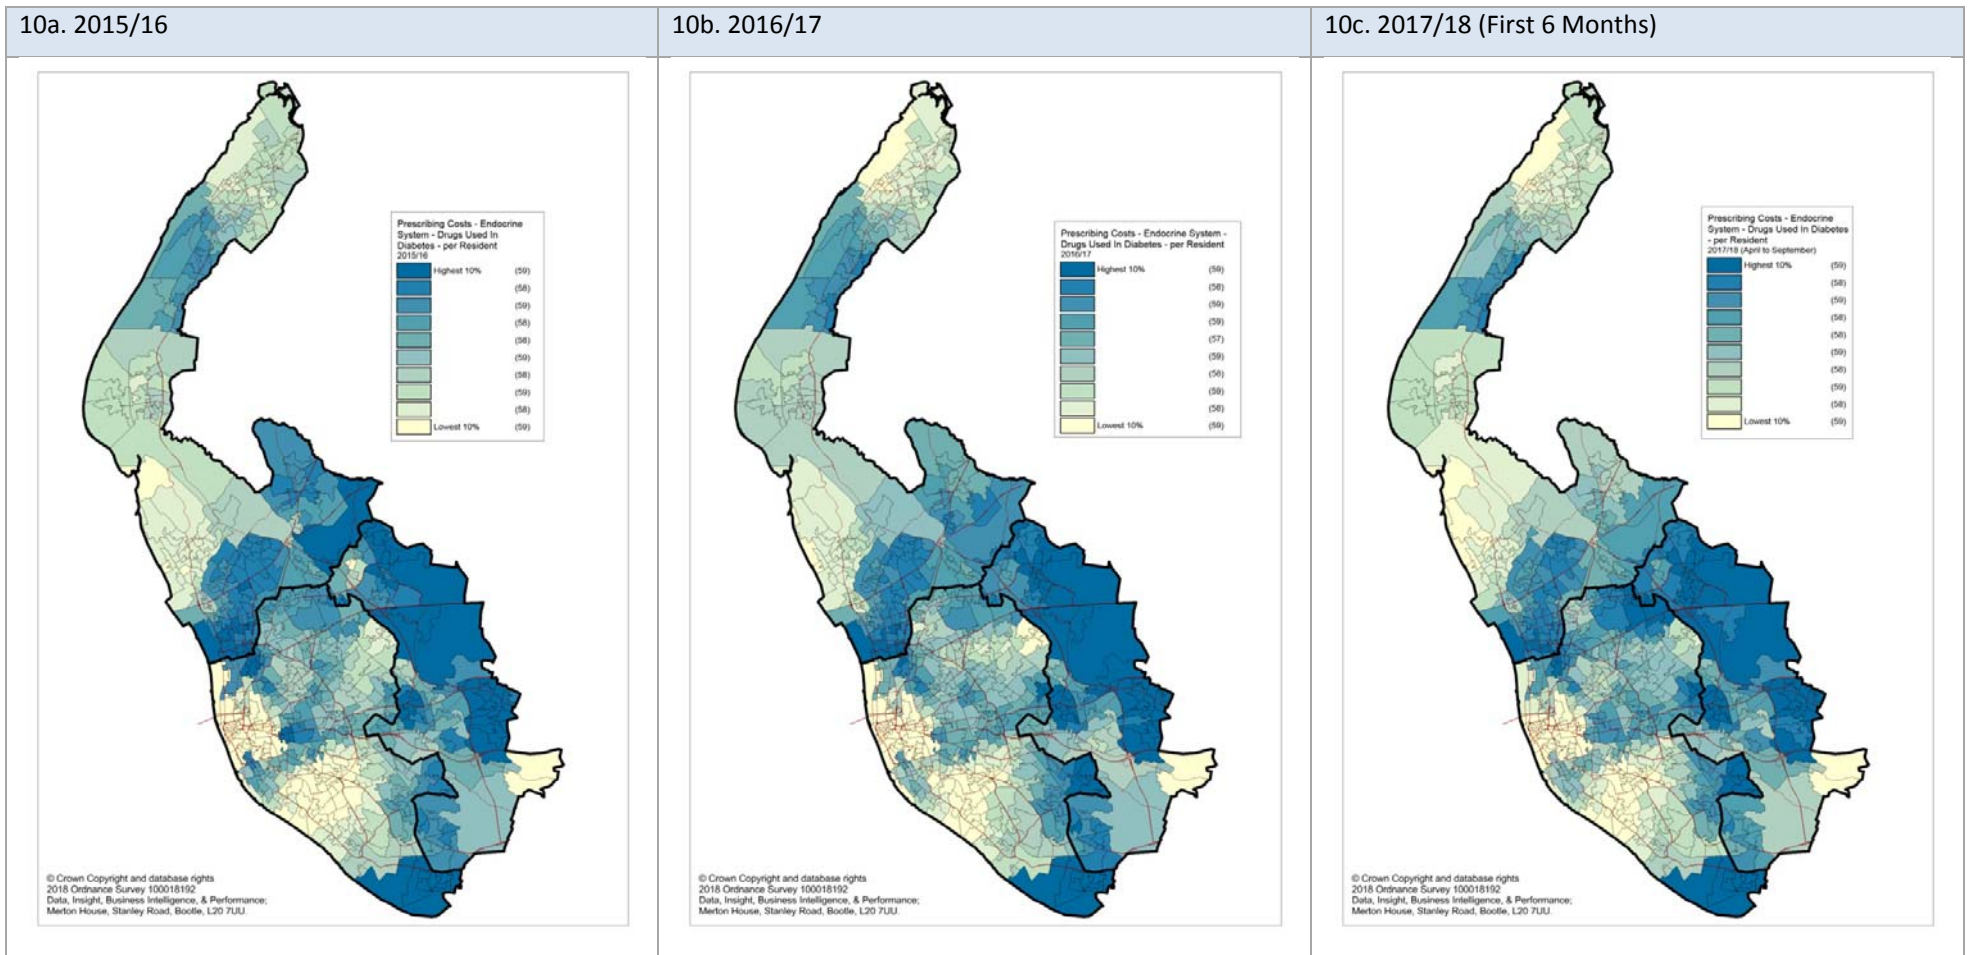 10a. 2015/16
10b. 2016/17
10c. 2017/18 (First 6 Months)
Prescribing Costs - Endocrine
System - Drugs Used In
Diabetes - per Resident
2015/16
Highest 10% (59)
(58)
(59)
(58)
(58)
(59)
(58)
(59)
(58)
Lowest 10% (59)
© Crown Copyright and database rights
2018 Ordnance Survey 100018192
Data, Insight, Business Intelligence, & Performance;
Merton House, Stanley Road, Bootle, L20 7UU.
Prescribing Costs - Endocrine System -
Drugs Used In Diabetes - per Resident
2016/17
Highest 10% (59)
(58)
(59)
(59)
(57)
(59)
(58)
(59)
(58)
Lowest 10% (59)
© Crown Copyright and database rights
2018 Ordnance Survey 100018192
Data, Insight, Business Intelligence, & Performance;
Merton House, Stanley Road, Bootle, L20 7UU.
Prescribing Costs - Endocrine
System - Drugs Used In Diabetes
- per Resident
2017/18 (April to September)
Highest 10% (59)
(58)
(59)
(58)
(58)
(59)
(58)
(59)
(58)
Lowest 10% (59)
© Crown Copyright and database rights
2018 Ordnance Survey 100018192
Data, Insight, Business Intelligence, & Performance;
Merton House, Stanley Road, Bootle, L20 7UU.